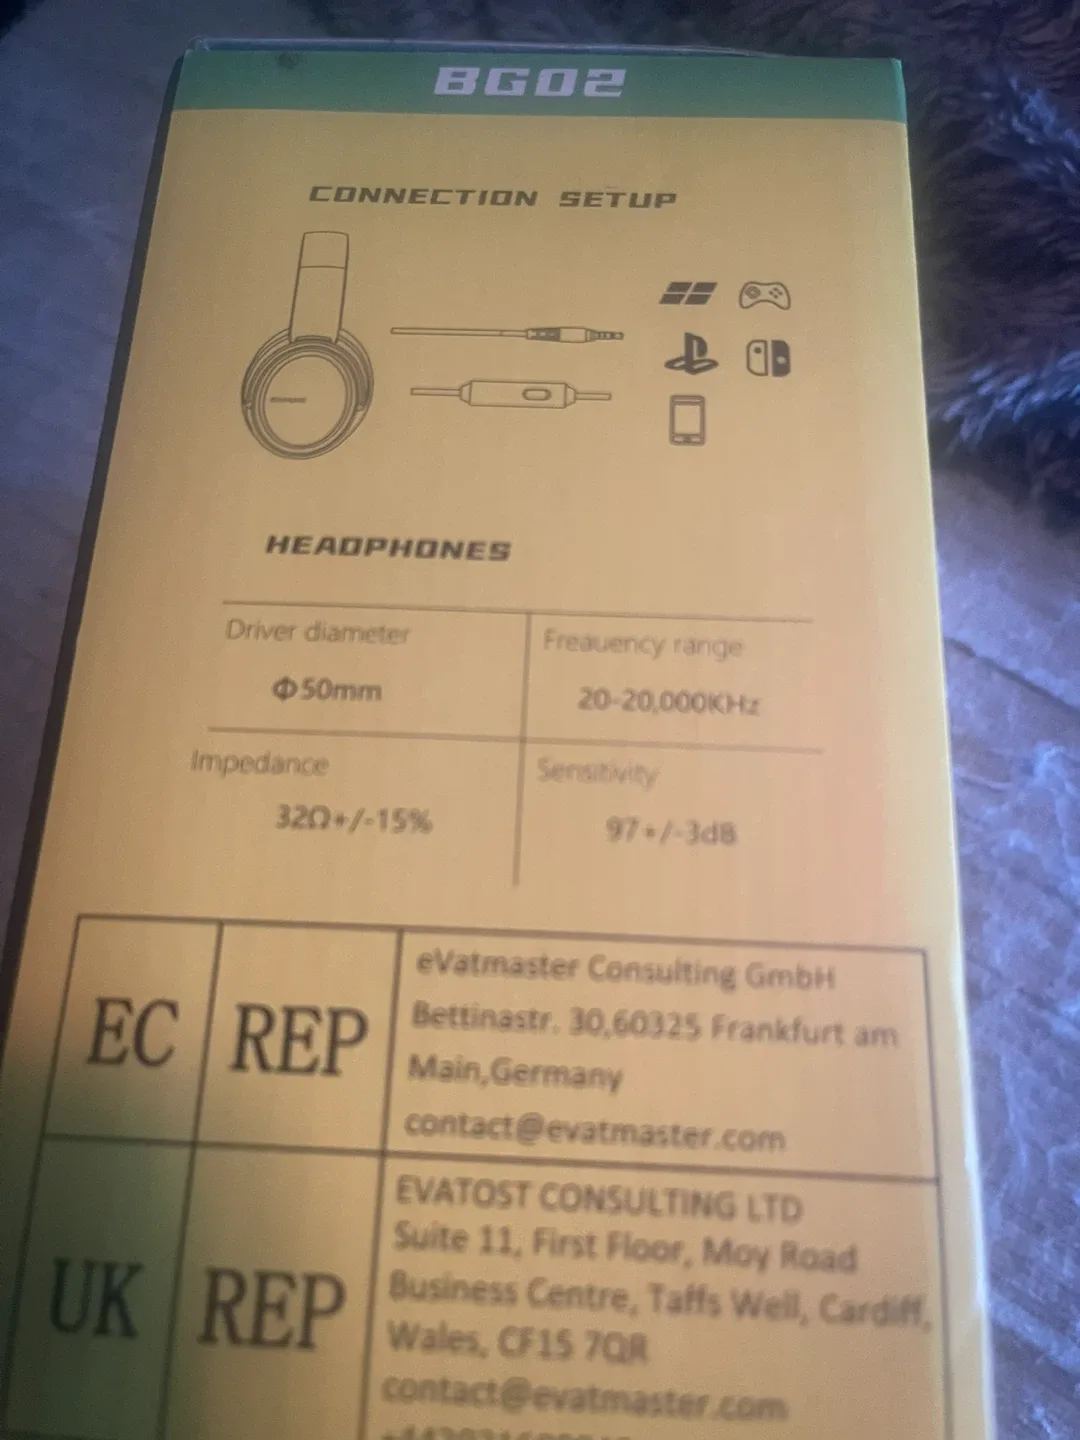 BG02
CONNECTION SETUP
HEADPHONES
Driver diameter
Φ50mm
Freauency range
20-20,000KHz
Impedance
32Ω+/-15%
Sensitivity
97+/-3dB
EC REP
eVatmaster Consulting GmbH
Bettinastr. 30,60325 Frankfurt am
Main,Germany
contact@evatmaster.com
UK REP
EVATOST CONSULTING LTD
Suite 11, First Floor, Moy Road
Business Centre, Taffs Well, Cardiff,
Wales, CF15 7QR
contact@evatmaster.com